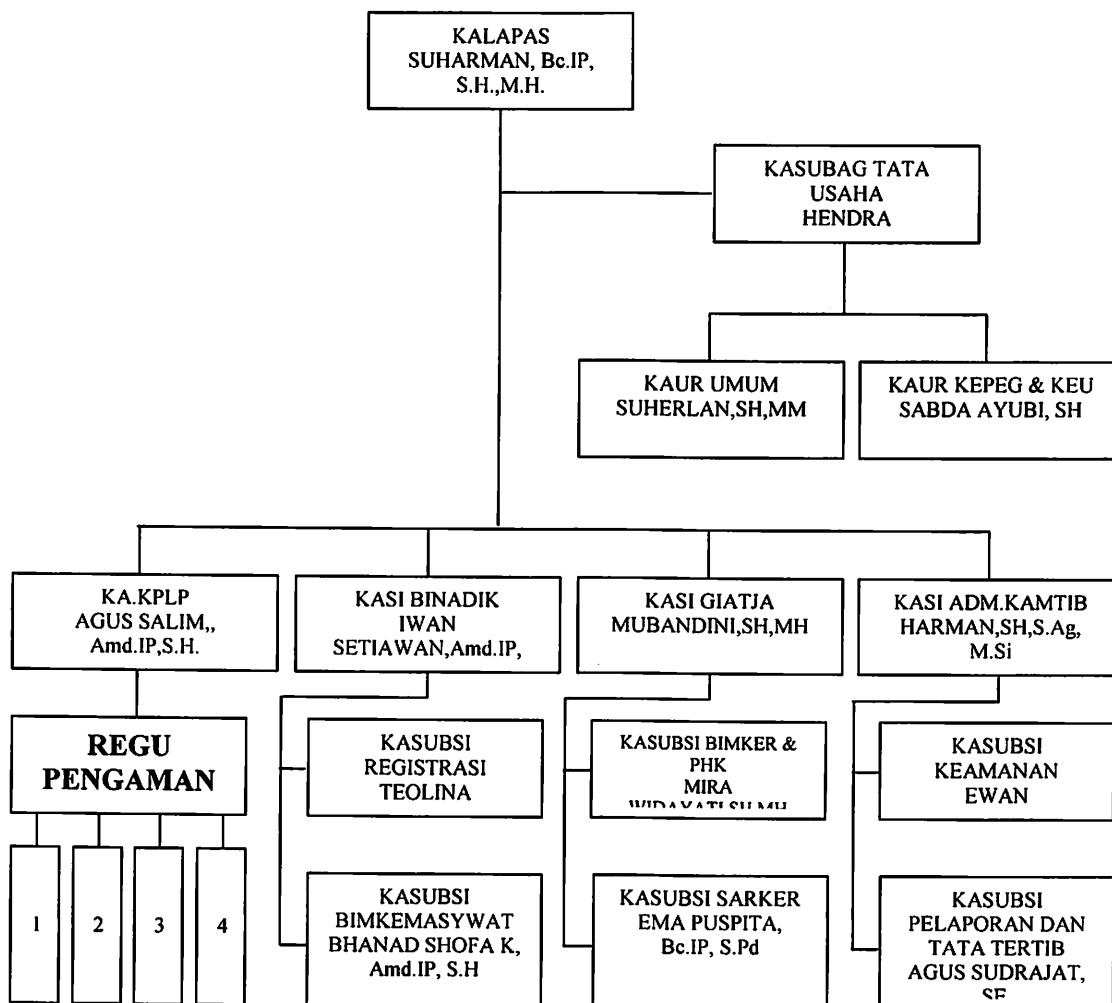 KALAPAS
SUHARMAN, Bc.IP,
S.H.,M.H.
KASUBAG TATA
USAHA
HENDRA
KAUR UMUM
SUHERLAN,SH,MM
KAUR KEPEG & KEU
SABDA AYUBI, SH
KA.KPLP
AGUS SALIM,,
Amd.IP,S.H.
KASI BINADIK
IWAN
SETIAWAN,Amd.IP,
KASI GIATJA
MUBANDINI,SH,MH
KASI ADM.KAMTIB
HARMAN,SH,S.Ag,
M.Si
REGU
PENGAMAN
1
2
3
4
KASUBSI
REGISTRASI
TEOLINA
KASUBSI
BIMKEMASYWAT
BHANAD SHOFA K,
Amd.IP, S.H
KASUBSI BIMKER &
PHK
MIRA
WIDAYATI,SH,MH
KASUBSI SARKER
EMA PUSPITA,
Bc.IP, S.Pd
KASUBSI
KEAMANAN
EWAN
KASUBSI
PELAPORAN DAN
TATA TERTIB
AGUS SUDRAJAT,
SE